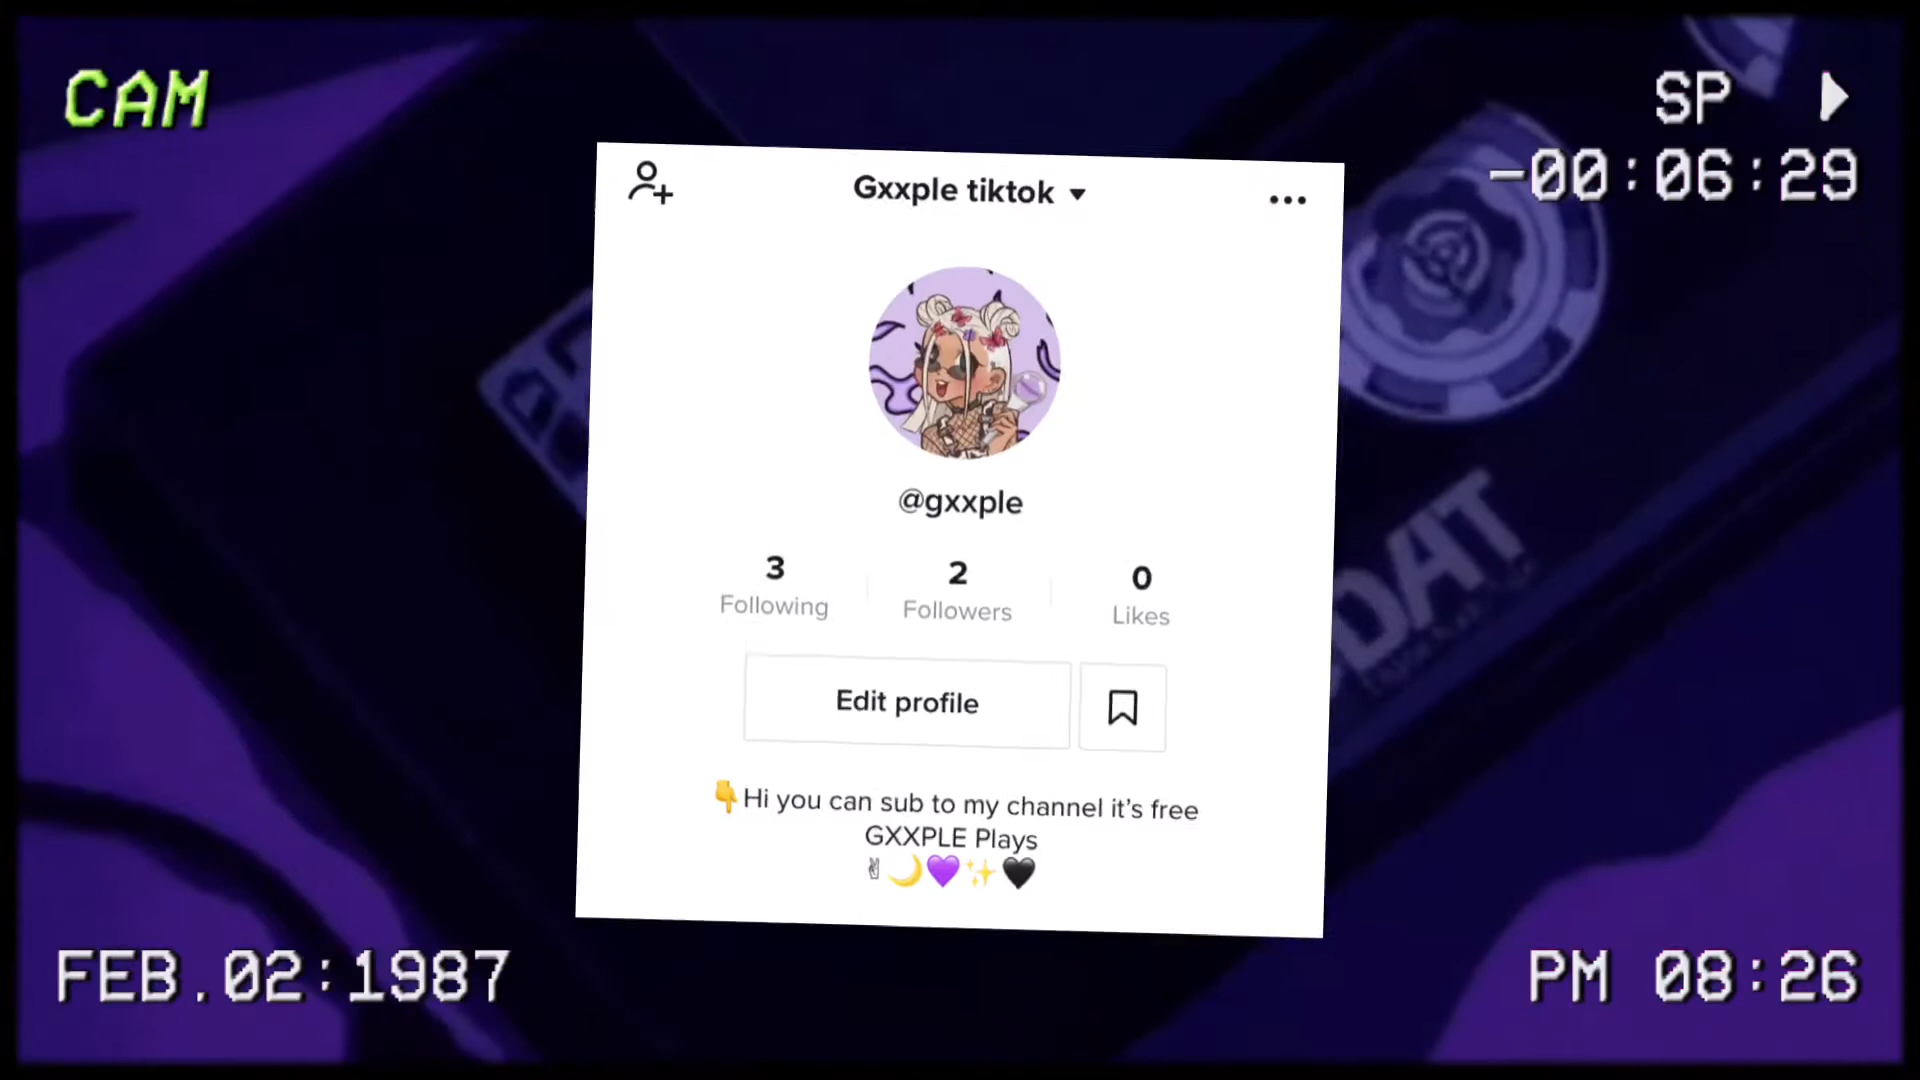 CAM
SP
-00:06:29
Gxxple tiktok
@gxxple
3
Following
2
Followers
0
Likes
Edit profile
👇Hi you can sub to my channel it's free
GXXPLE Plays
✌🌙💜✨🖤
DAT
FEB.02:1987
PM 08:26